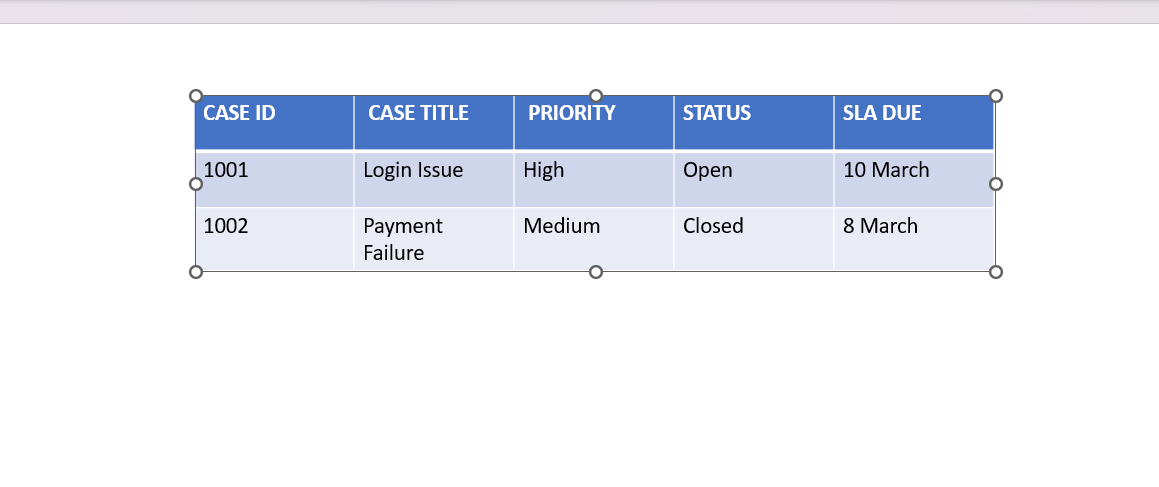 CASE ID CASE TITLE PRIORITY STATUS SLA DUE
1001 Login Issue High Open 10 March
1002 Payment Failure Medium Closed 8 March